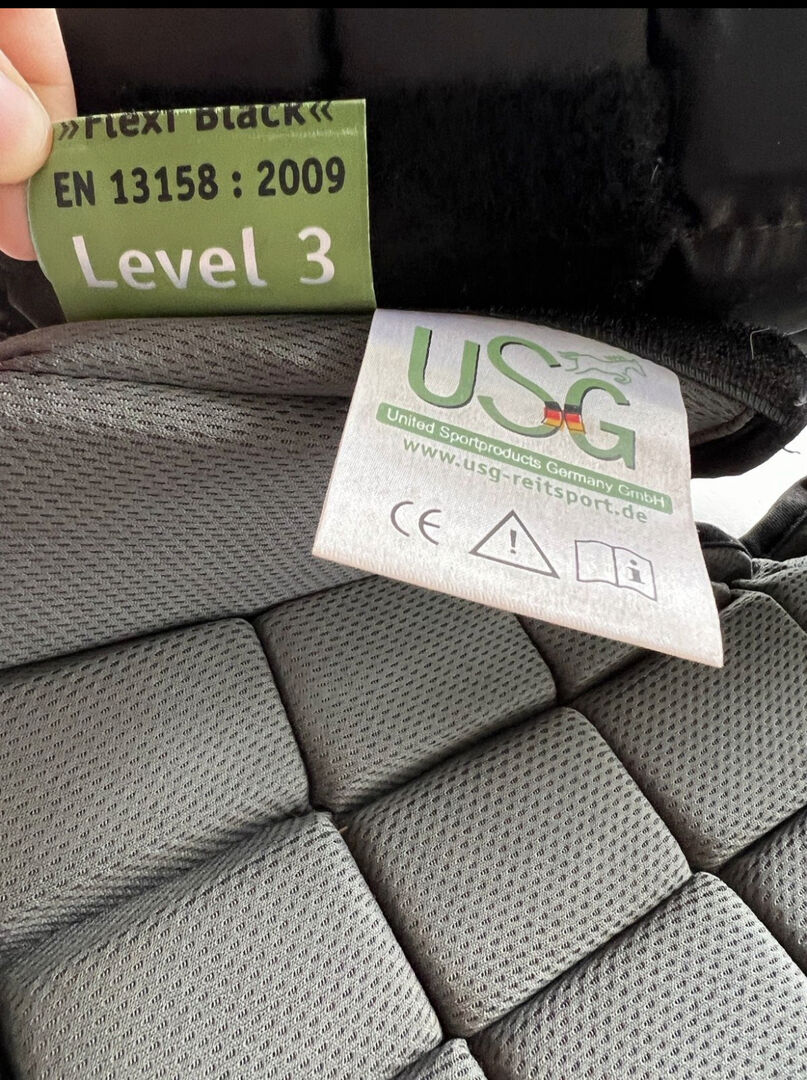 »Flexi Black«
EN 13158 : 2009
Level 3
USG
United Sportproducts Germany GmbH
www.usg-reitsport.de
CE
!
i